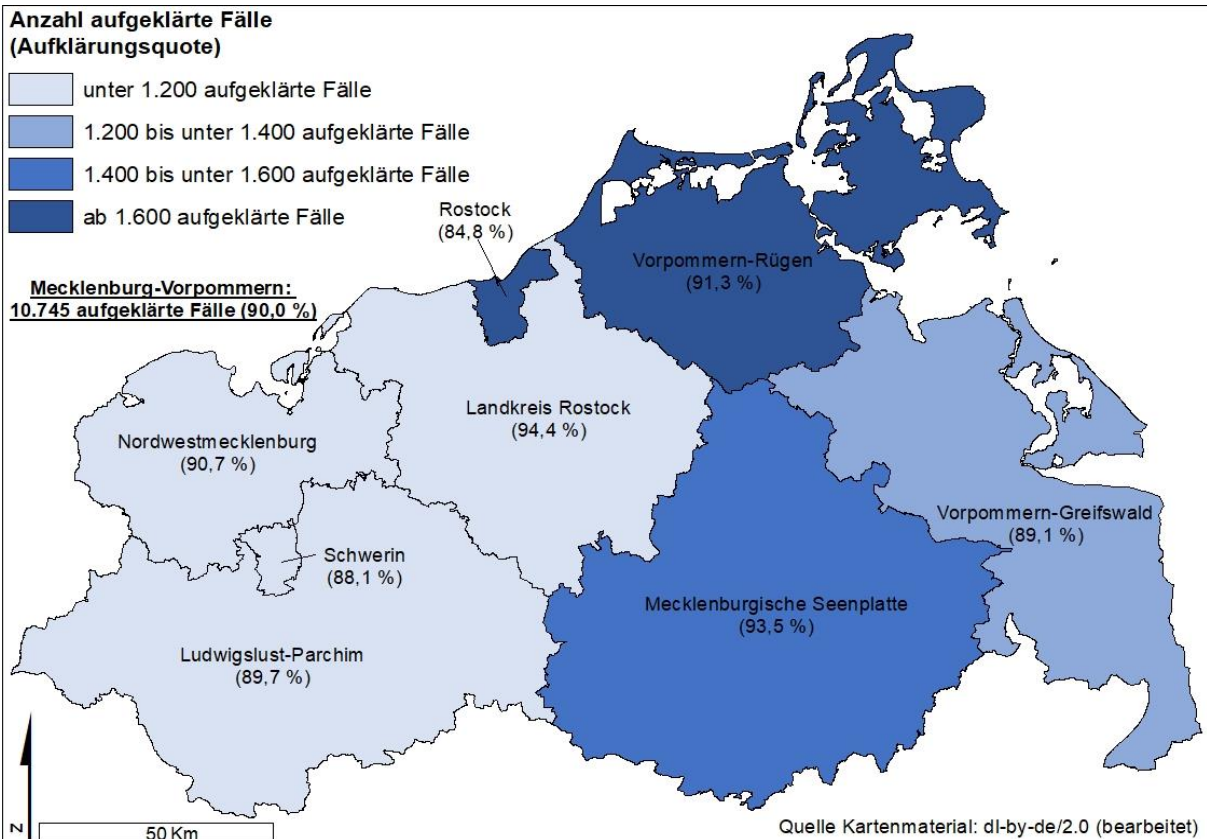 Anzahl aufgeklärte Fälle
(Aufklärungsquote)
unter 1.200 aufgeklärte Fälle
1.200 bis unter 1.400 aufgeklärte Fälle
1.400 bis unter 1.600 aufgeklärte Fälle
ab 1.600 aufgeklärte Fälle
Rostock
(84,8 %)
Vorpommern-Rügen
(91,3 %)
Mecklenburg-Vorpommern:
10.745 aufgeklärte Fälle (90,0 %)
Landkreis Rostock
(94,4 %)
Nordwestmecklenburg
(90,7 %)
Vorpommern-Greifswald
(89,1 %)
Schwerin
(88,1 %)
Mecklenburgische Seenplatte
(93,5 %)
Ludwigslust-Parchim
(89,7 %)
N
50 Km
Quelle Kartenmaterial: dl-by-de/2.0 (bearbeitet)